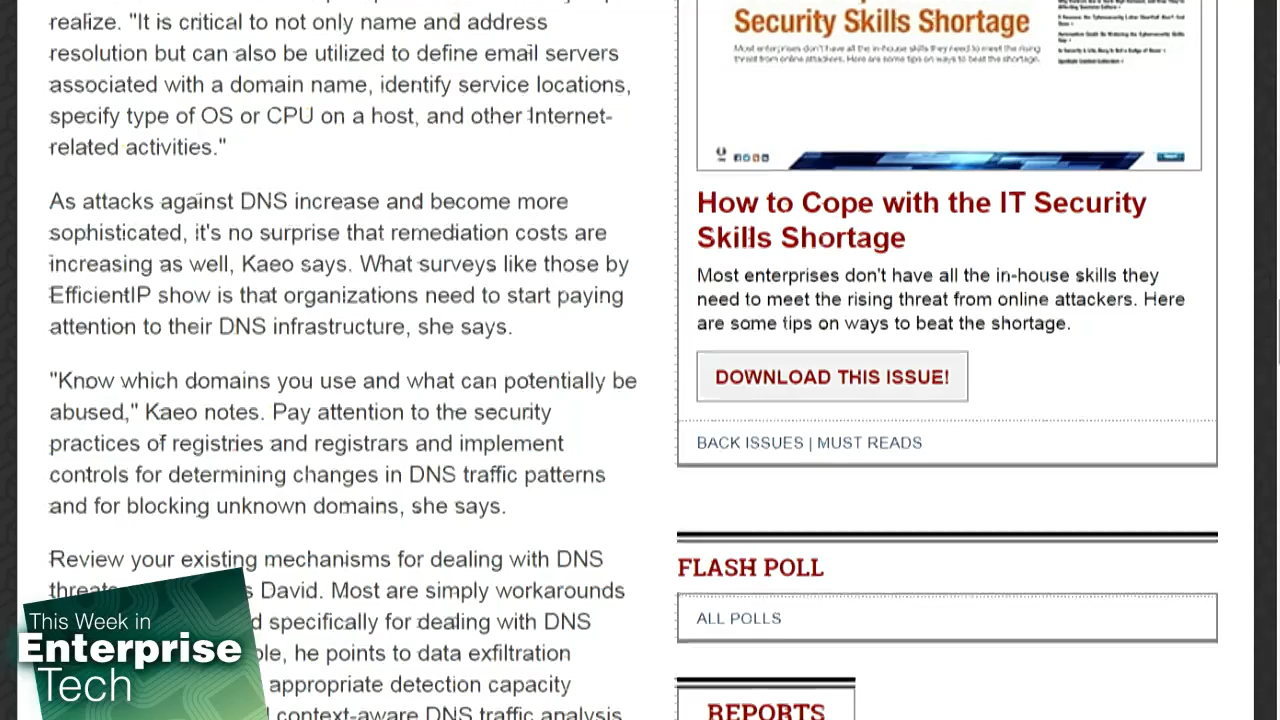 realize. "It is critical to not only name and address
resolution but can also be utilized to define email servers
associated with a domain name, identify service locations,
specify type of OS or CPU on a host, and other Internet-
related activities."
As attacks against DNS increase and become more
sophisticated, it's no surprise that remediation costs are
increasing as well, Kaeo says. What surveys like those by
EfficientIP show is that organizations need to start paying
attention to their DNS infrastructure, she says.
"Know which domains you use and what can potentially be
abused," Kaeo notes. Pay attention to the security
practices of registries and registrars and implement
controls for determining changes in DNS traffic patterns
and for blocking unknown domains, she says.
Review your existing mechanisms for dealing with DNS
David. Most are simply workarounds
specifically for dealing with DNS
he points to data exfiltration
appropriate detection capacity
context-aware DNS traffic analysis
This Week in
Enterprise
Tech
Security Skills Shortage
Most enterprises don't have all the in-house skills they need to meet the rising
threat from online attackers. Here are some tips on ways to beat the shortage.
How to Cope with the IT Security
Skills Shortage
Most enterprises don't have all the in-house skills they
need to meet the rising threat from online attackers. Here
are some tips on ways to beat the shortage.
DOWNLOAD THIS ISSUE!
BACK ISSUES | MUST READS
FLASH POLL
ALL POLLS
REPORTS